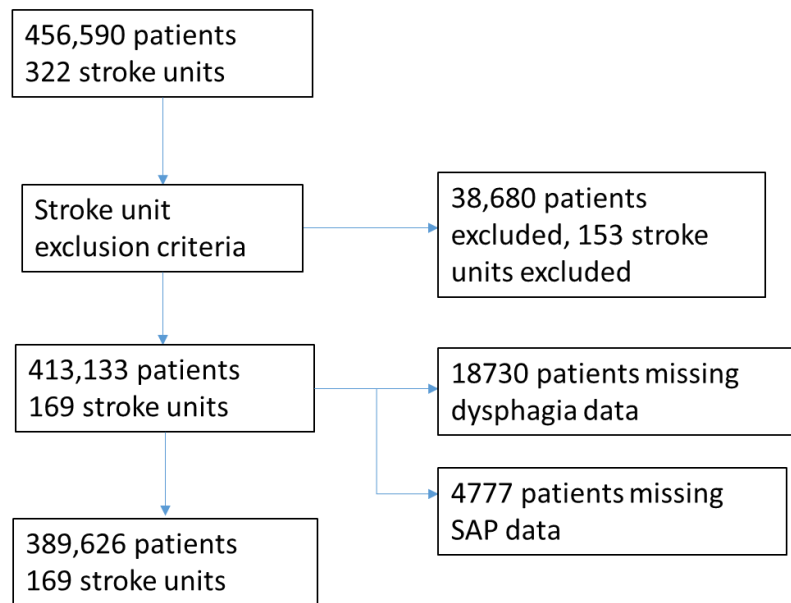 456,590 patients
322 stroke units
Stroke unit
exclusion criteria
38,680 patients
excluded, 153 stroke
units excluded
413,133 patients
169 stroke units
18730 patients missing
dysphagia data
4777 patients missing
SAP data
389,626 patients
169 stroke units